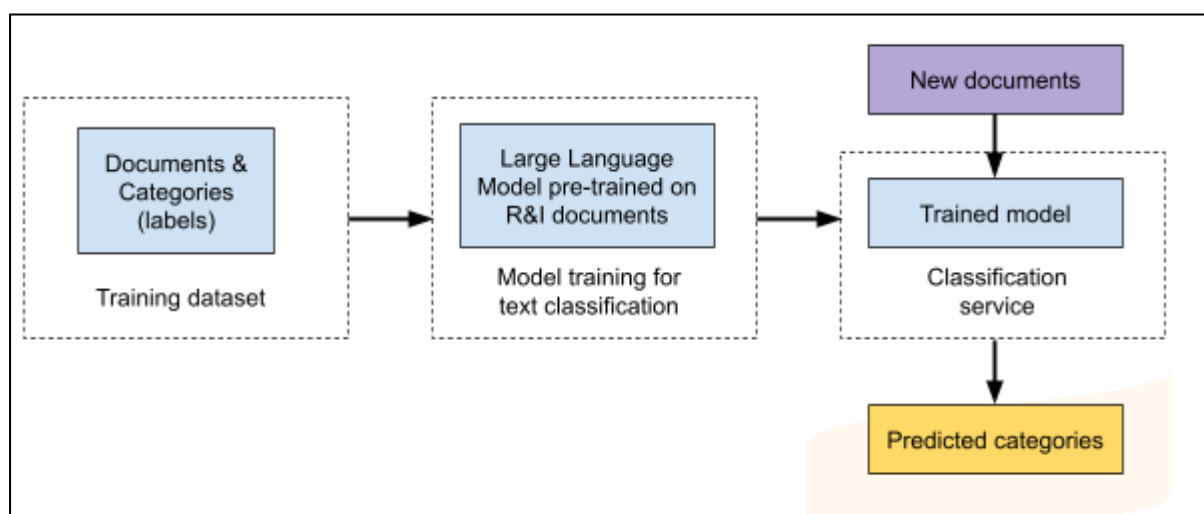 New documents
Documents &
Categories
(labels)
Training dataset
Large Language
Model pre-trained on
R&I documents
Model training for
text classification
Trained model
Classification
service
Predicted categories